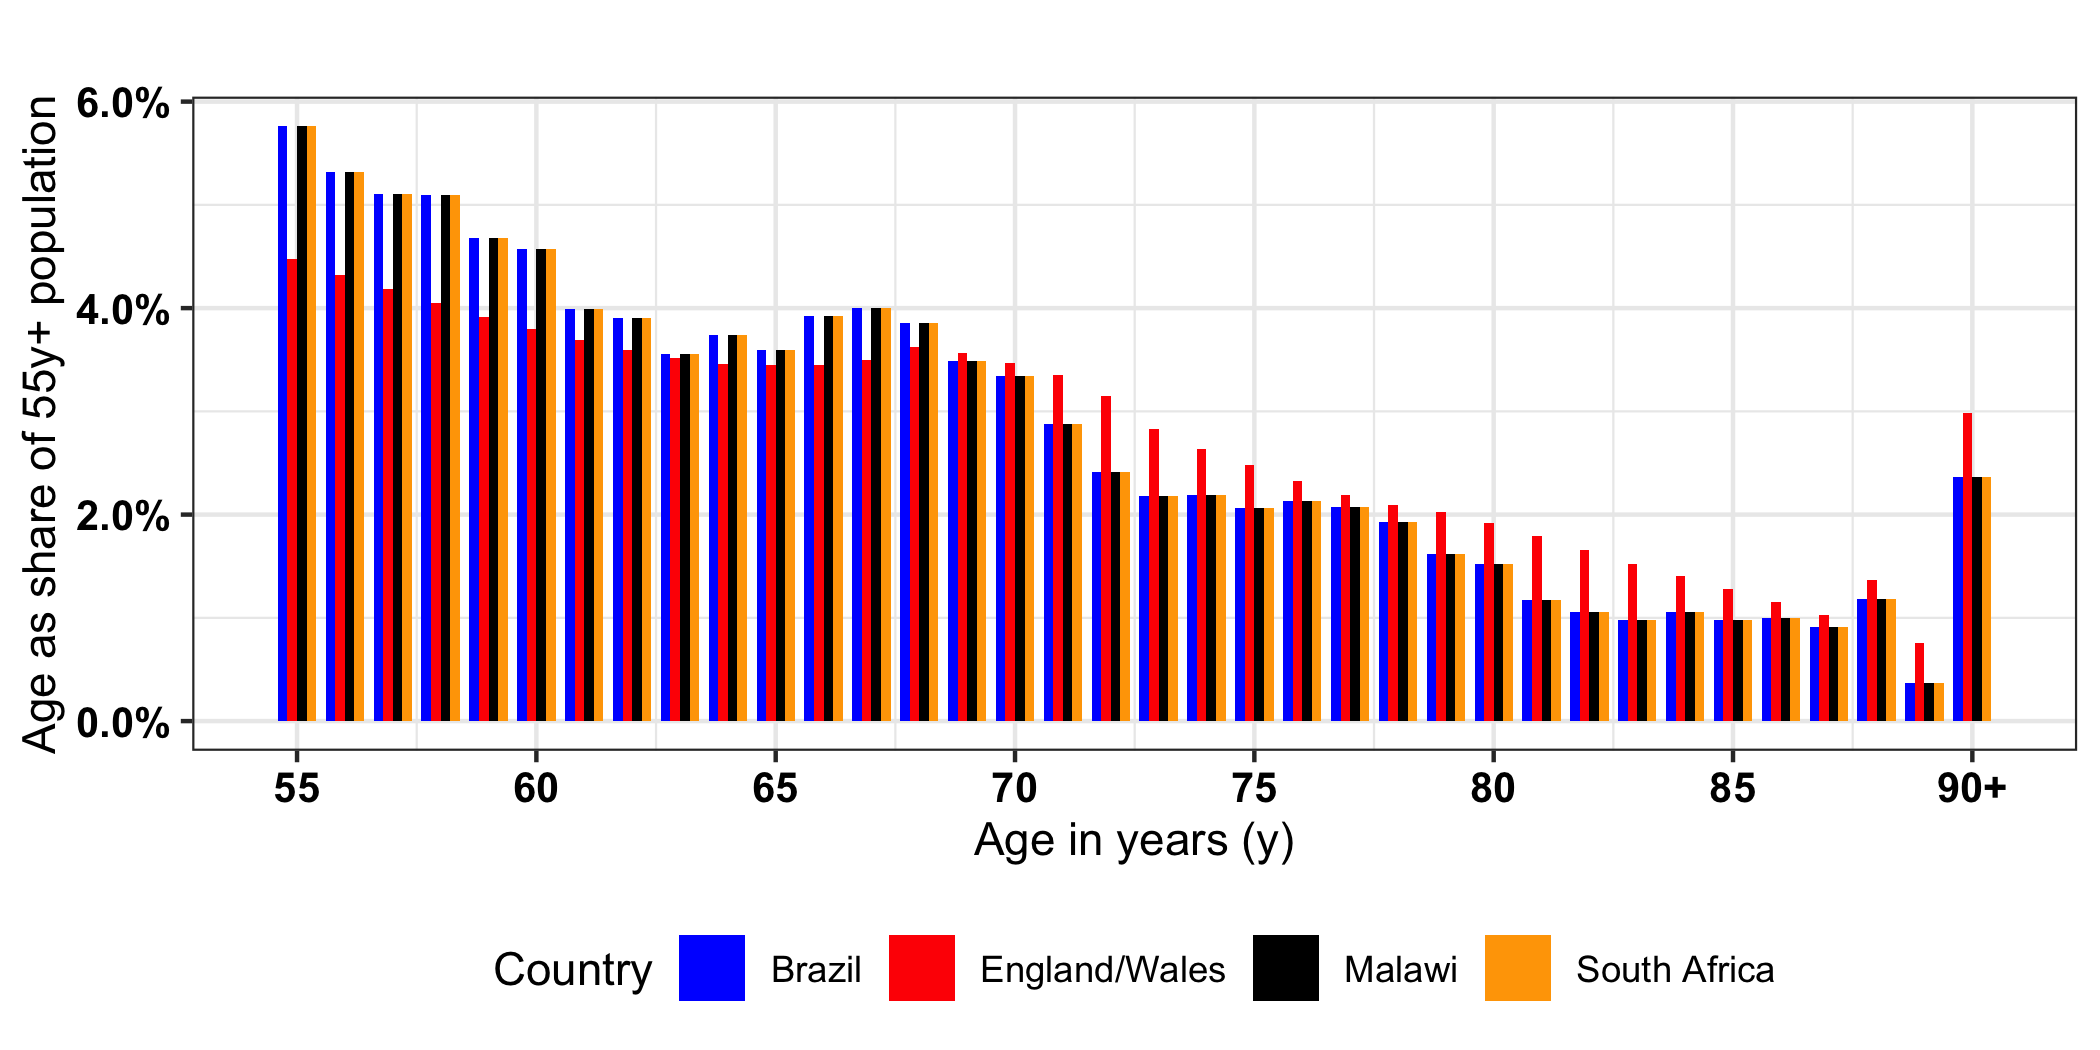 Age as share of 55y+ population
6.0%
4.0%
2.0%
0.0%
55 60 65 70 75 80 85 90+
Age in years (y)
Country Brazil England/Wales Malawi South Africa